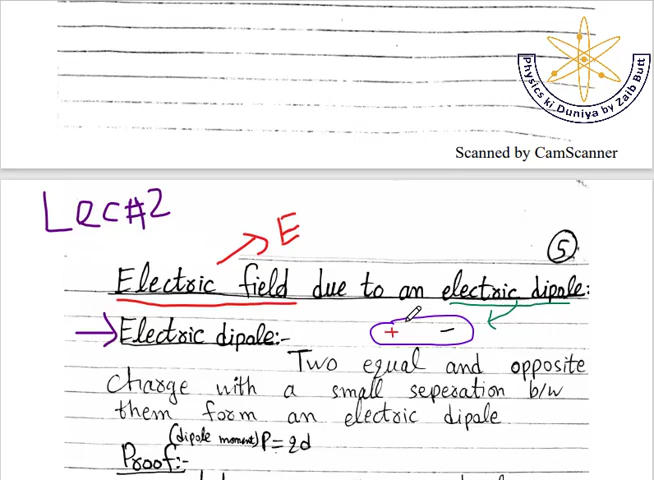 Physics ki Duniya by Zaib Butt
Scanned by CamScanner
Lec#2
E
5
Electric field due to an electric dipole:
Electric dipole:-
+ -
Two equal and opposite
charge with a small seperation b/w
them form an electric dipole
(dipole moment) P=qd
Proof:-